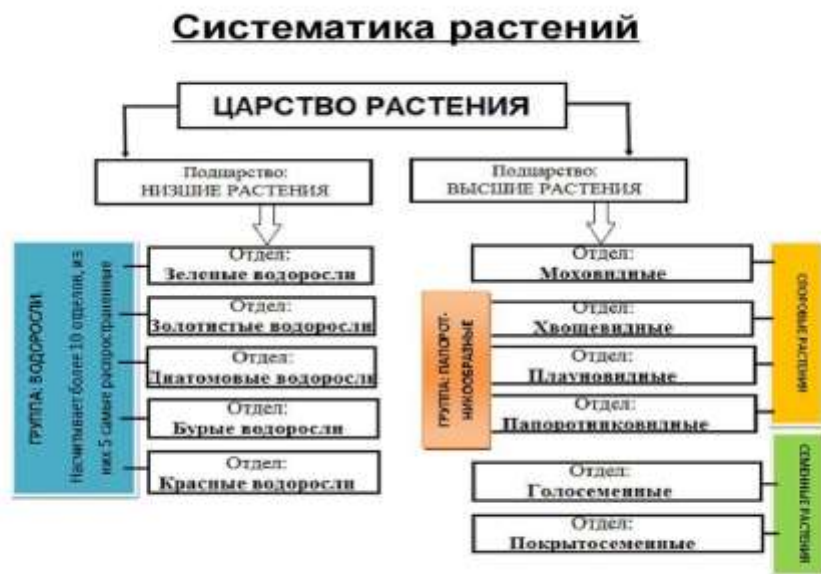 Систематика растений
ЦАРСТВО РАСТЕНИЯ
Подцарство:
НИЗШИЕ РАСТЕНИЯ
Подцарство:
ВЫСШИЕ РАСТЕНИЯ
ГРУППА: ВОДОРОСЛИ
Насчитывает более 10 отделов, из
них 5 самые распространенные
Отдел:
Зеленые водоросли
Отдел:
Золотистые водоросли
Отдел:
Диатомовые водоросли
Отдел:
Бурые водоросли
Отдел:
Красные водоросли
Отдел:
Моховидные
ГРУППА: ПАПОРОТ-
НИКООБРАЗНЫЕ
Отдел:
Хвощевидные
Отдел:
Плауновидные
Отдел:
Папоротниковидные
СПОРОВЫЕ РАСТЕНИЯ
Отдел:
Голосеменные
Отдел:
Покрытосеменные
СЕМЕННЫЕ РАСТЕНИЯ